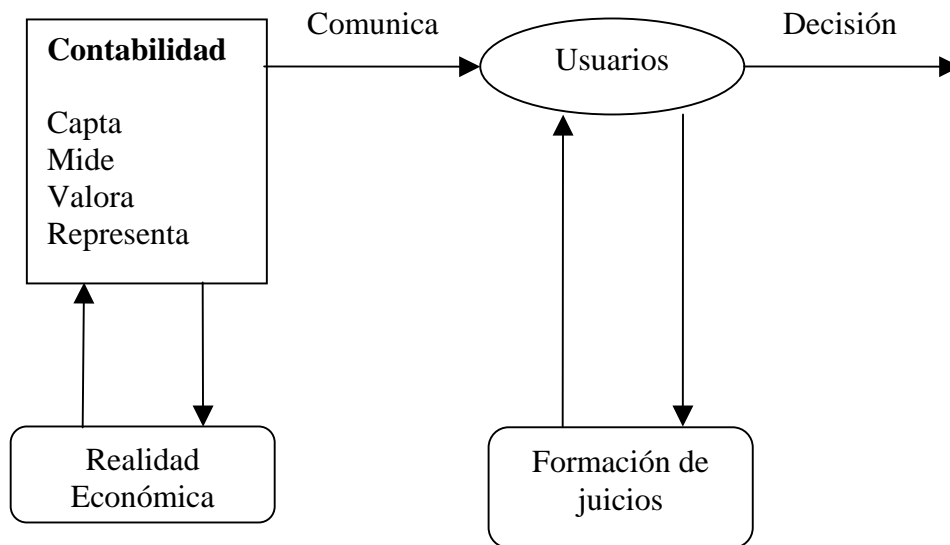 Contabilidad
Capta
Mide
Valora
Representa
Comunica
Usuarios
Decisión
Realidad
Económica
Formación de
juicios